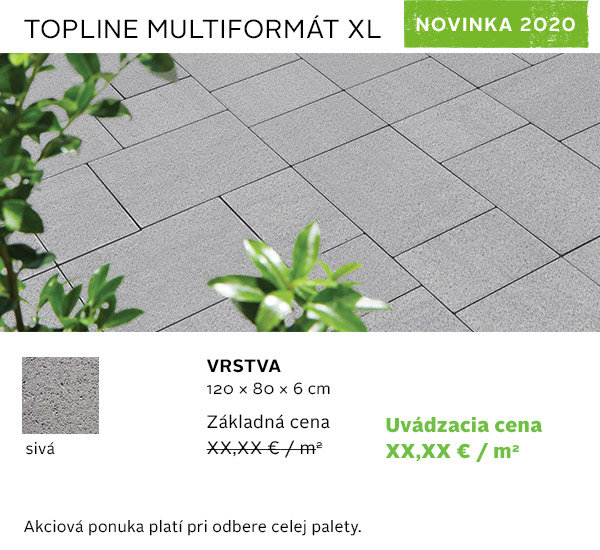 TOPLINE MULTIFORMÁT XL
NOVINKA 2020
VRSTVA
120 × 80 × 6 cm
Základná cena
XX,XX € / m²
Uvádzacia cena
XX,XX € / m²
sivá
Akciová ponuka platí pri odbere celej palety.